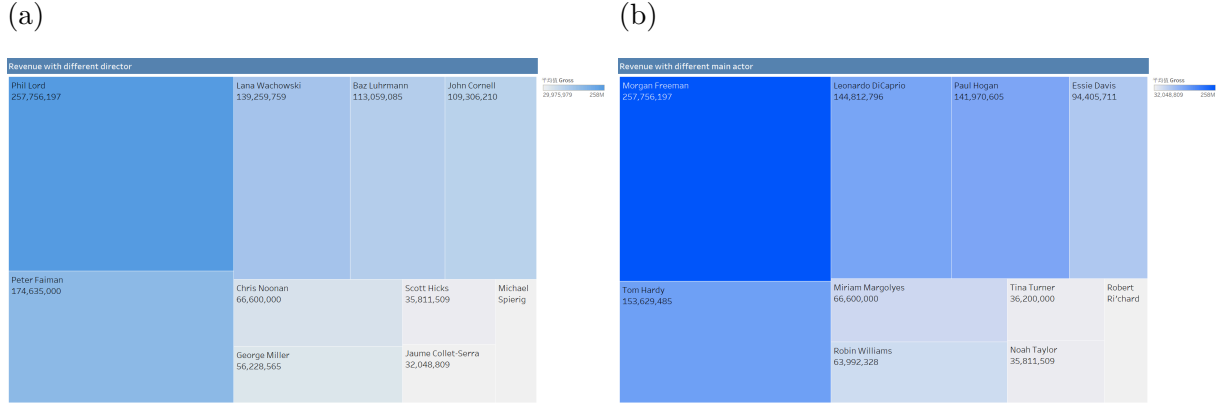 (a)
Revenue with different director
Phil Lord
257,756,197
Lana Wachowski
139,259,759
Baz Luhrmann
113,059,085
John Cornell
109,306,210
Peter Faiman
174,635,000
Chris Noonan
66,600,000
Scott Hicks
35,811,509
Michael
Spierig
George Miller
56,228,565
Jaume Collet-Serra
32,048,809
平均值 Gross
29,975,979
258M
(b)
Revenue with different main actor
Morgan Freeman
257,756,197
Leonardo DiCaprio
144,812,796
Paul Hogan
141,970,605
Essie Davis
94,405,711
Tom Hardy
153,629,485
Miriam Margolyes
66,600,000
Tina Turner
36,200,000
Robert
Ri'chard
Robin Williams
63,992,328
Noah Taylor
35,811,509
平均值 Gross
32,048,809
258M